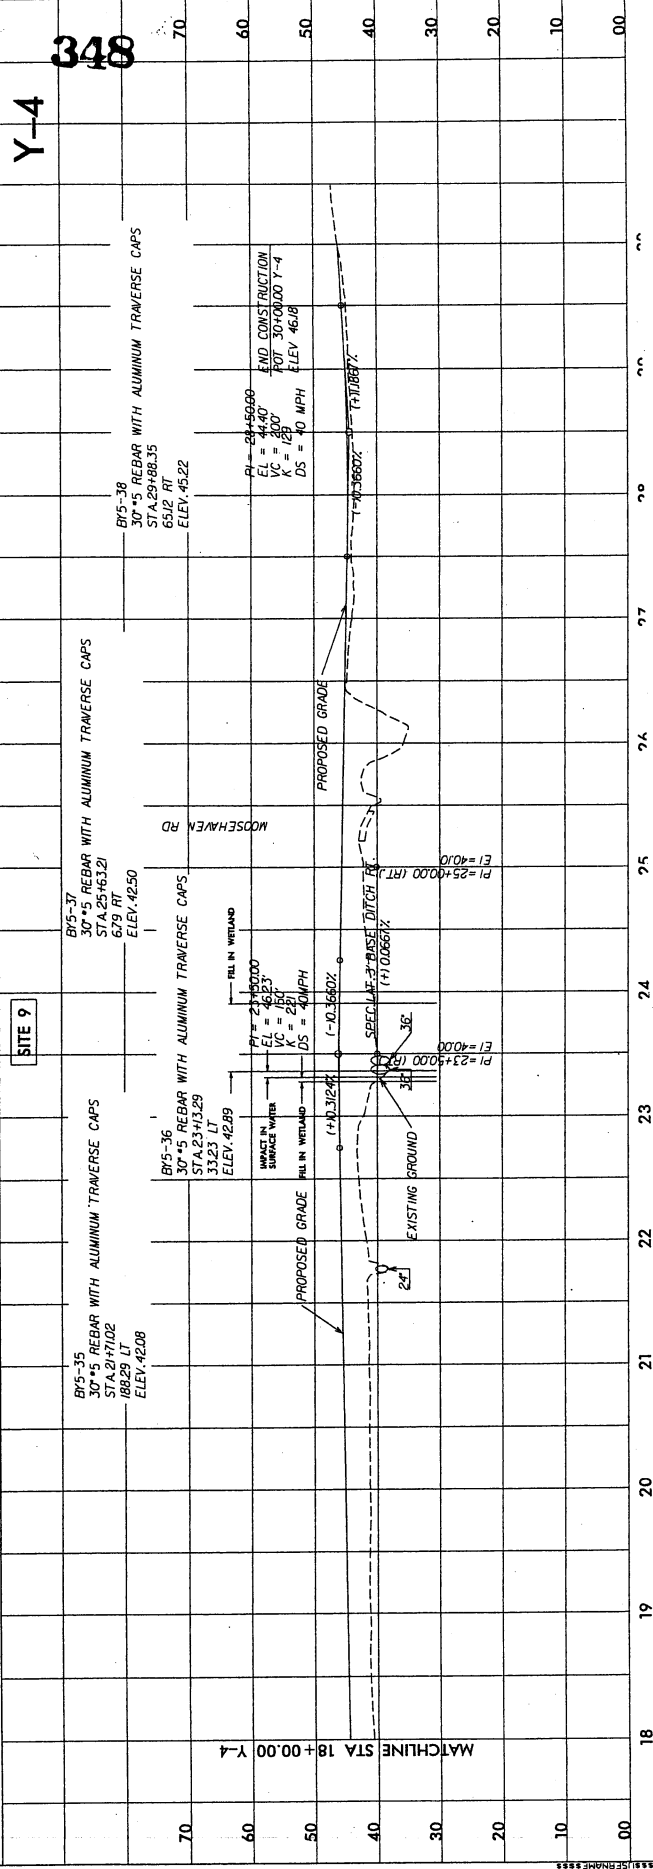 Y-4
348
SITE 9
BY5-35
30" #5 REBAR WITH ALUMINUM TRAVERSE CAPS
STA.21+71.02
188.29 LT
ELEV.42.08
BY5-36
30" #5 REBAR WITH ALUMINUM TRAVERSE CAPS
STA.23+13.29
33.23 LT
ELEV.42.89
BY5-37
30" #5 REBAR WITH ALUMINUM TRAVERSE CAPS
STA.25+63.21
6.79 RT
ELEV.42.50
BY5-38
30" #5 REBAR WITH ALUMINUM TRAVERSE CAPS
STA.29+88.35
65.12 RT
ELEV.45.22
FILL IN WETLAND
IMPACT IN
SURFACE WATER
FILL IN WETLAND
PI = 23+50.00
EL = 46.23'
VC = 150'
K = 221
DS = 40MPH
(+)0.3124%
(-)0.3660%
MOOSEHAVEN RD
PI = 28+50.00
EL = 44.40'
VC = 200'
K = 129
DS = 40 MPH
END CONSTRUCTION
POT 30+00.00 Y-4
ELEV 46.18
(-)0.3660%
(+)1.1867%
PROPOSED GRADE
PROPOSED GRADE
EXISTING GROUND
24"
36"
36"
SPEC. LAT. 3' BASE DITCH RT.
(+)0.0667%
PI=23+50.00 (RT.)
El=40.00
PI=25+00.00 (RT.)
El=40.10
MATCHLINE STA 18+00.00 Y-4
70
50
40
30
20
10
00
70
50
40
30
20
10
00
18
19
20
21
22
23
24
25
26
27
28
$$$$USERNAME$$$$